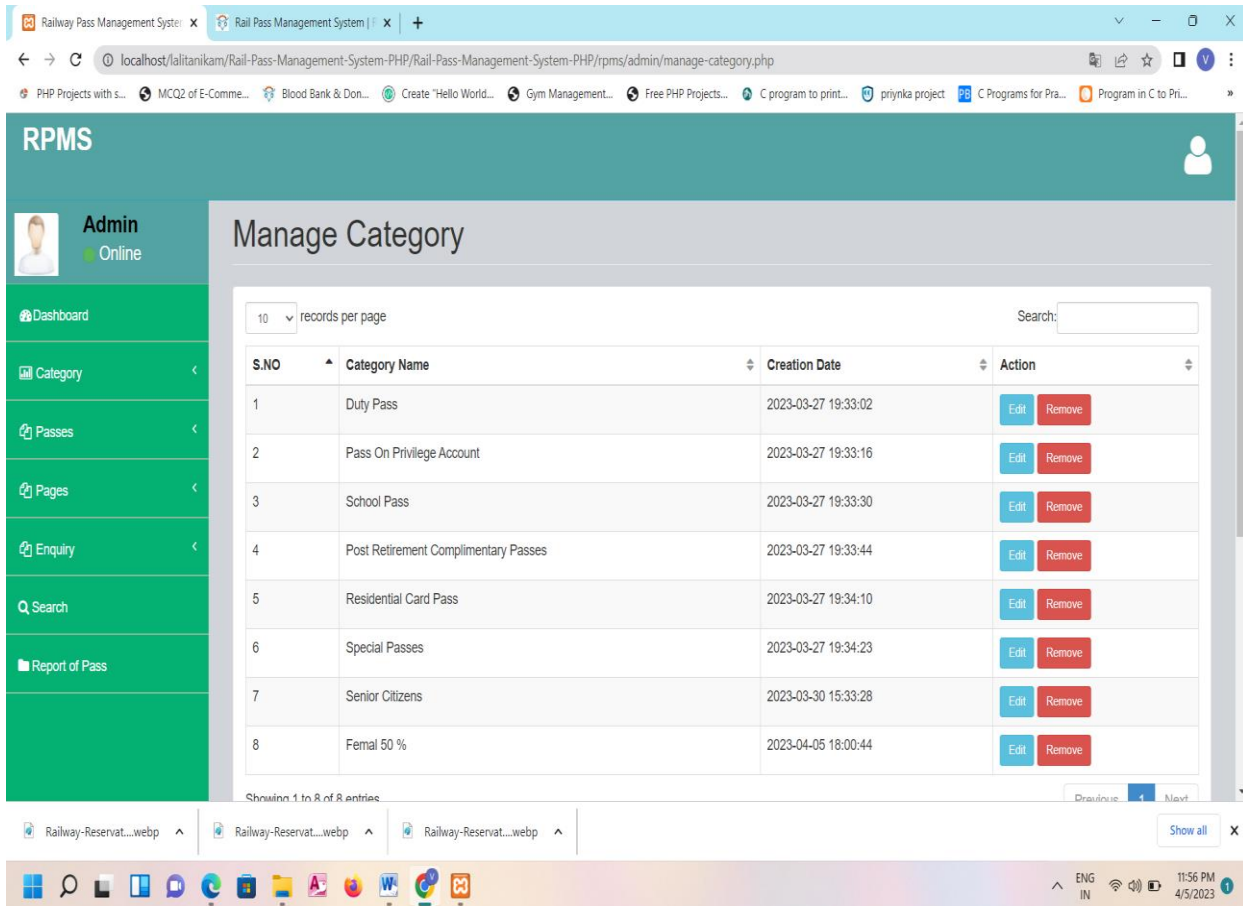 Railway Pass Management Syste x Rail Pass Management System | x +
localhost/lalitanikam/Rail-Pass-Management-System-PHP/Rail-Pass-Management-System-PHP/rpms/admin/manage-category.php V
PHP Projects with s... MCQ2 of E-Comme... Blood Bank & Don... Create "Hello World... Gym Management... Free PHP Projects... C program to print... priynka project PB C Programs for Pra... Program in C to Pri... »
RPMS
Admin
Online
Dashboard
Category
Passes
Pages
Enquiry
Search
Report of Pass
Manage Category
10 records per page Search:
S.NO Category Name Creation Date Action
1 Duty Pass 2023-03-27 19:33:02 Edit Remove
2 Pass On Privilege Account 2023-03-27 19:33:16 Edit Remove
3 School Pass 2023-03-27 19:33:30 Edit Remove
4 Post Retirement Complimentary Passes 2023-03-27 19:33:44 Edit Remove
5 Residential Card Pass 2023-03-27 19:34:10 Edit Remove
6 Special Passes 2023-03-27 19:34:23 Edit Remove
7 Senior Citizens 2023-03-30 15:33:28 Edit Remove
8 Femal 50 % 2023-04-05 18:00:44 Edit Remove
Showing 1 to 8 of 8 entries Previous 1 Next
Railway-Reservat....webp Railway-Reservat....webp Railway-Reservat....webp Show all X
ENG 11:56 PM
IN 4/5/2023 1